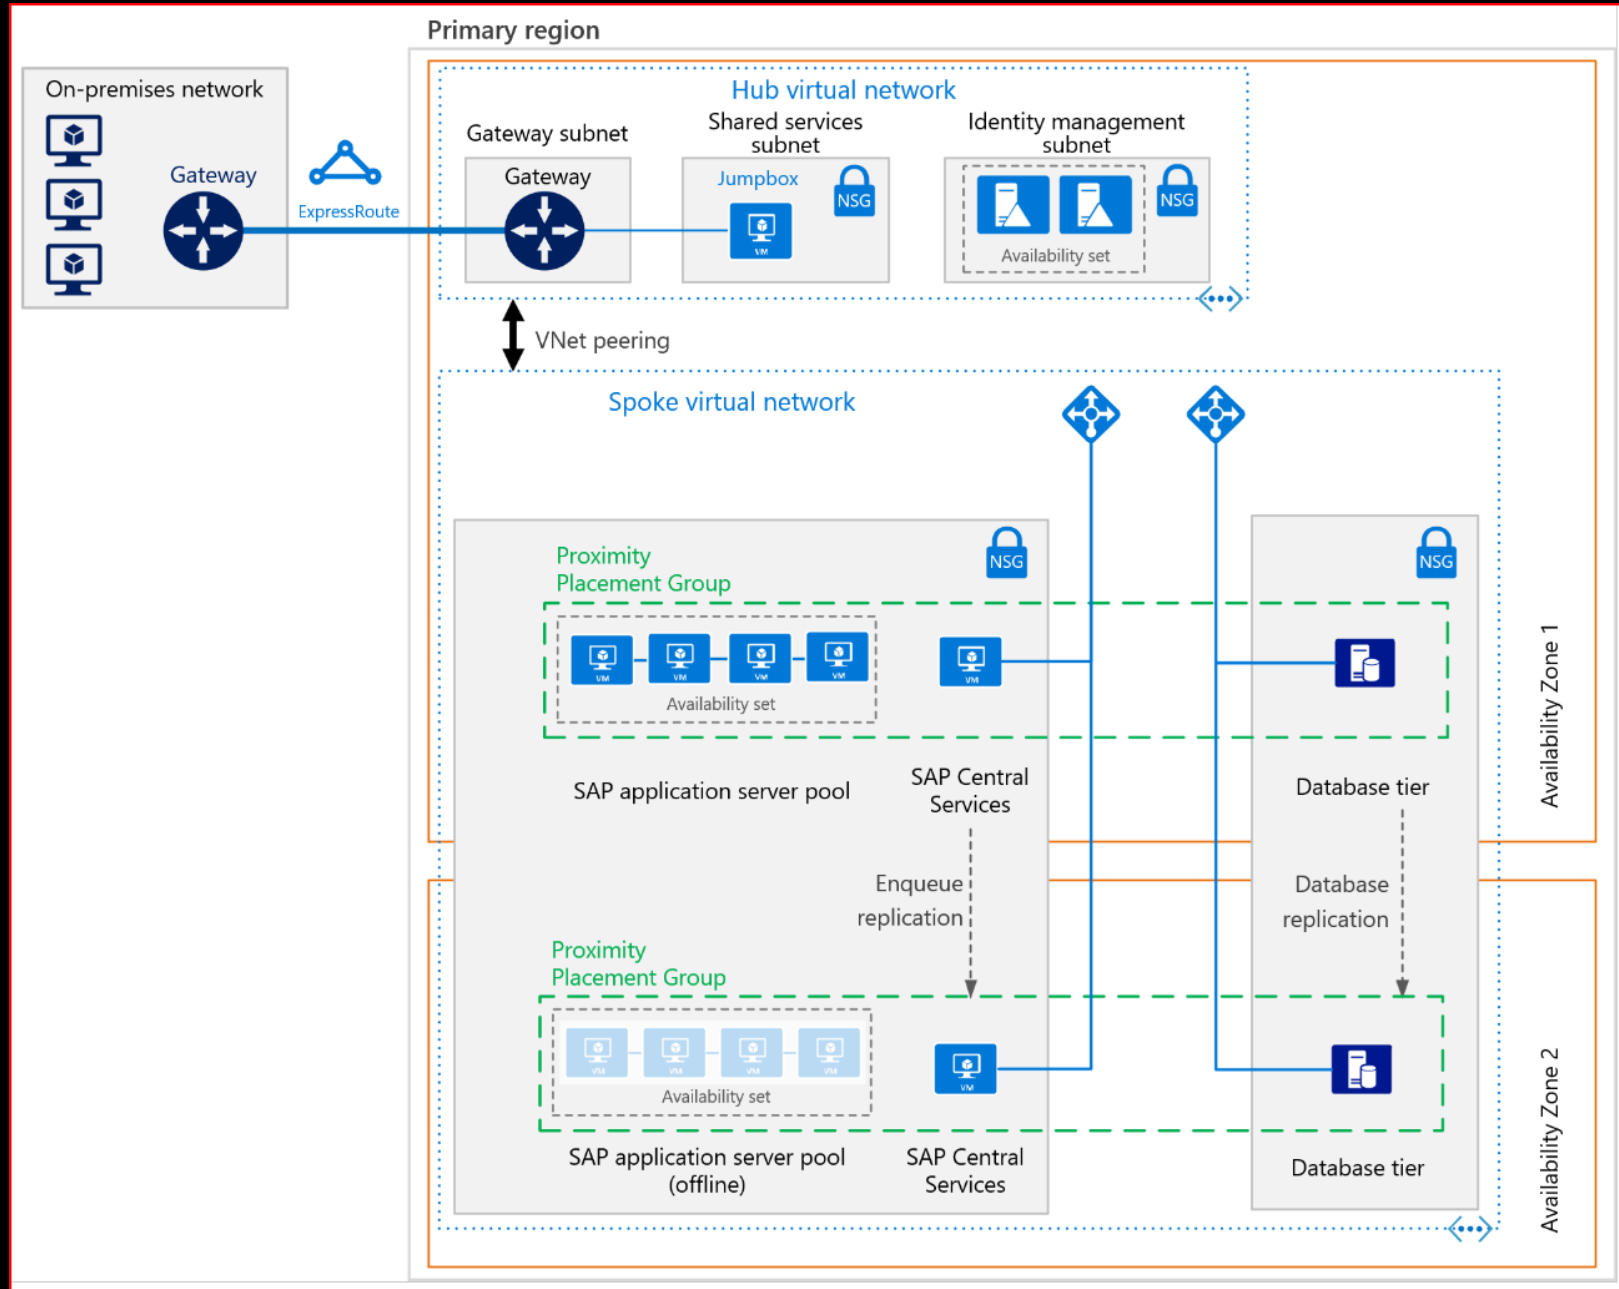 Primary region
On-premises network
Gateway
ExpressRoute
Hub virtual network
Gateway subnet
Gateway
Shared services
subnet
Jumpbox
VM
NSG
Identity management
subnet
Availability set
NSG
VNet peering
Spoke virtual network
Proximity
Placement Group
NSG
NSG
VM
VM
VM
VM
Availability set
VM
SAP application server pool
SAP Central
Services
Database tier
Availability Zone 1
Enqueue
replication
Database
replication
Proximity
Placement Group
VM
VM
VM
VM
Availability set
VM
SAP application server pool
(offline)
SAP Central
Services
Database tier
Availability Zone 2